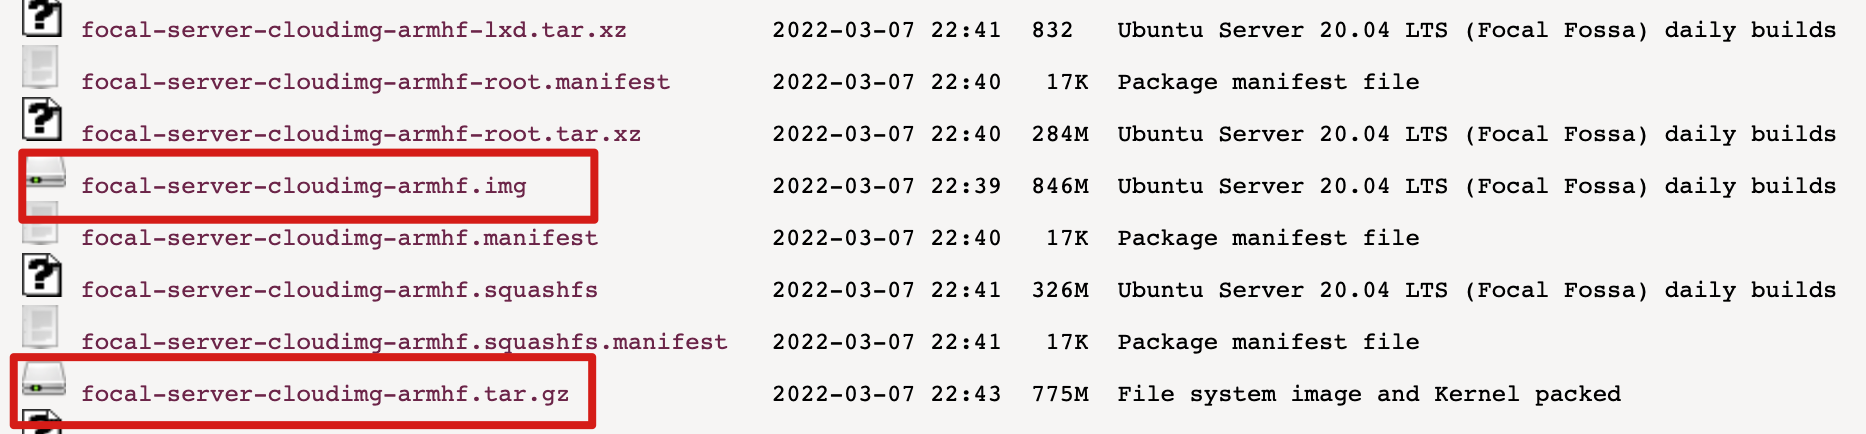 focal-server-cloudimg-armhf-lxd.tar.xz 2022-03-07 22:41 832 Ubuntu Server 20.04 LTS (Focal Fossa) daily builds
focal-server-cloudimg-armhf-root.manifest 2022-03-07 22:40 17K Package manifest file
focal-server-cloudimg-armhf-root.tar.xz 2022-03-07 22:40 284M Ubuntu Server 20.04 LTS (Focal Fossa) daily builds
focal-server-cloudimg-armhf.img 2022-03-07 22:39 846M Ubuntu Server 20.04 LTS (Focal Fossa) daily builds
focal-server-cloudimg-armhf.manifest 2022-03-07 22:40 17K Package manifest file
focal-server-cloudimg-armhf.squashfs 2022-03-07 22:41 326M Ubuntu Server 20.04 LTS (Focal Fossa) daily builds
focal-server-cloudimg-armhf.squashfs.manifest 2022-03-07 22:41 17K Package manifest file
focal-server-cloudimg-armhf.tar.gz 2022-03-07 22:43 775M File system image and Kernel packed